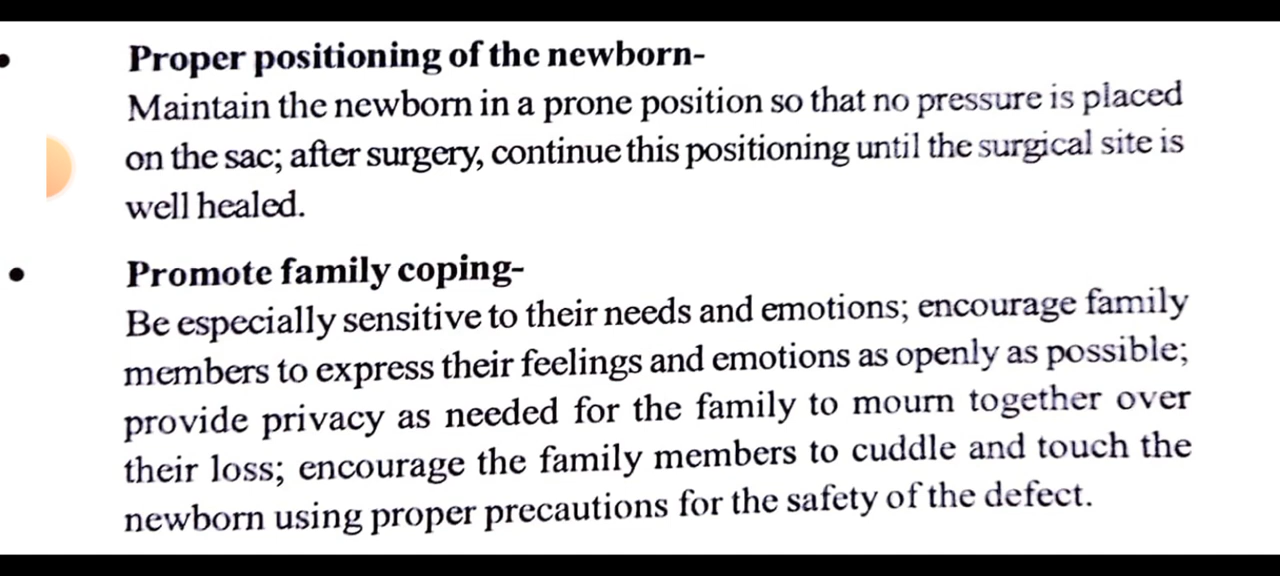 • Proper positioning of the newborn-
Maintain the newborn in a prone position so that no pressure is placed
on the sac; after surgery, continue this positioning until the surgical site is
well healed.
• Promote family coping-
Be especially sensitive to their needs and emotions; encourage family
members to express their feelings and emotions as openly as possible;
provide privacy as needed for the family to mourn together over
their loss; encourage the family members to cuddle and touch the
newborn using proper precautions for the safety of the defect.